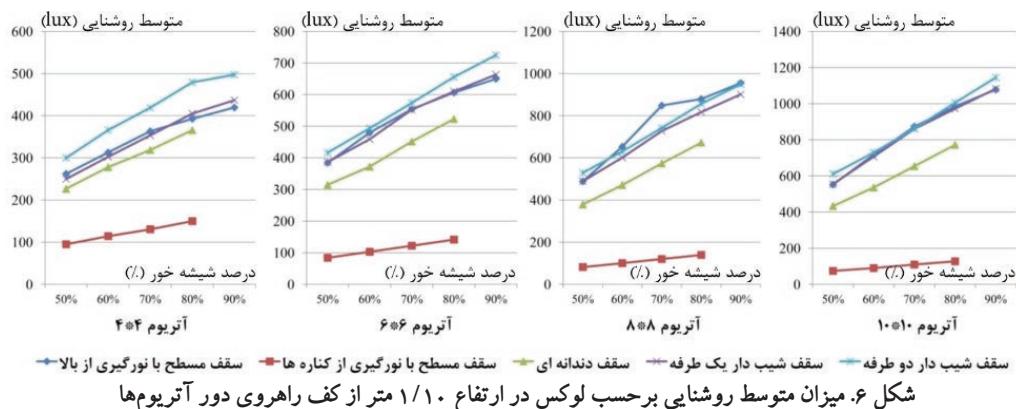 متوسط روشنایی (lux)
600
500
400
300
200
100
0
درصد شیشه خور (٪)
50% 60% 70% 80% 90%
آتریوم ۴*۴
متوسط روشنایی (lux)
800
700
600
500
400
300
200
100
0
درصد شیشه خور (٪)
50% 60% 70% 80% 90%
آتریوم ۶*۶
متوسط روشنایی (lux)
1200
1000
800
600
400
200
0
درصد شیشه خور (٪)
50% 60% 70% 80% 90%
آتریوم ۸*۸
متوسط روشنایی (lux)
1400
1200
1000
800
600
400
200
0
درصد شیشه خور (٪)
50% 60% 70% 80% 90%
آتریوم ۱۰*۱۰
سقف مسطح با نورگیری از بالا سقف مسطح با نورگیری از کناره ها سقف دندانه ای سقف شیب دار یک طرفه سقف شیب دار دو طرفه
شکل ۶. میزان متوسط روشنایی برحسب لوکس در ارتفاع ۱/۱۰ متر از کف راهروی دور آتریوم‌ها